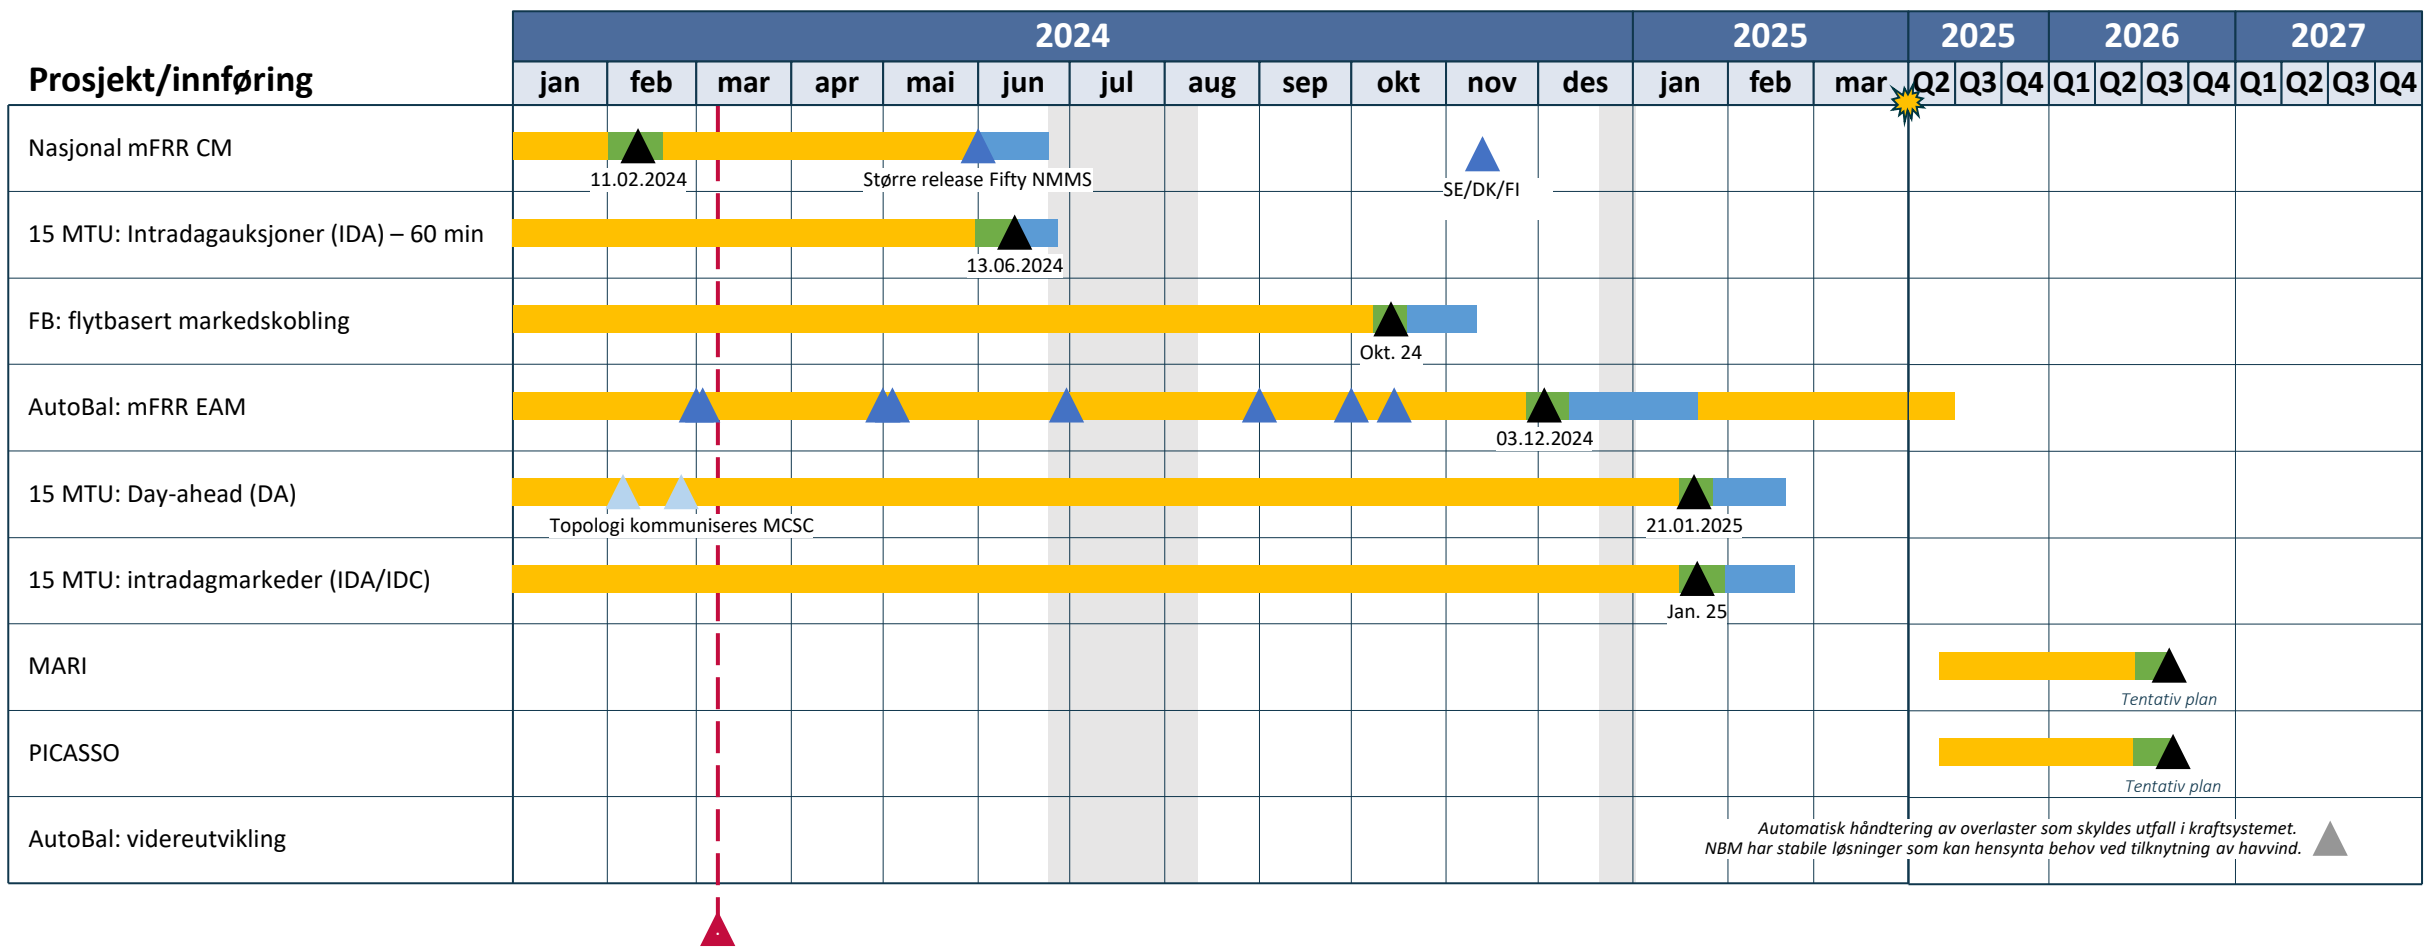 2024 2025 2025 2026 2027
Prosjekt/innføring jan feb mar apr mai jun jul aug sep okt nov des jan feb mar Q2 Q3 Q4 Q1 Q2 Q3 Q4 Q1 Q2 Q3 Q4
Nasjonal mFRR CM
11.02.2024 Større release Fifty NMMS SE/DK/FI
15 MTU: Intradagauksjoner (IDA) – 60 min
13.06.2024
FB: flytbasert markedskobling
Okt. 24
AutoBal: mFRR EAM
03.12.2024
15 MTU: Day-ahead (DA)
Topologi kommuniseres MCSC 21.01.2025
15 MTU: intradagmarkeder (IDA/IDC)
Jan. 25
MARI
Tentativ plan
PICASSO
Tentativ plan
AutoBal: videreutvikling
Automatisk håndtering av overlaster som skyldes utfall i kraftsystemet.
NBM har stabile løsninger som kan hensynta behov ved tilknytning av havvind.